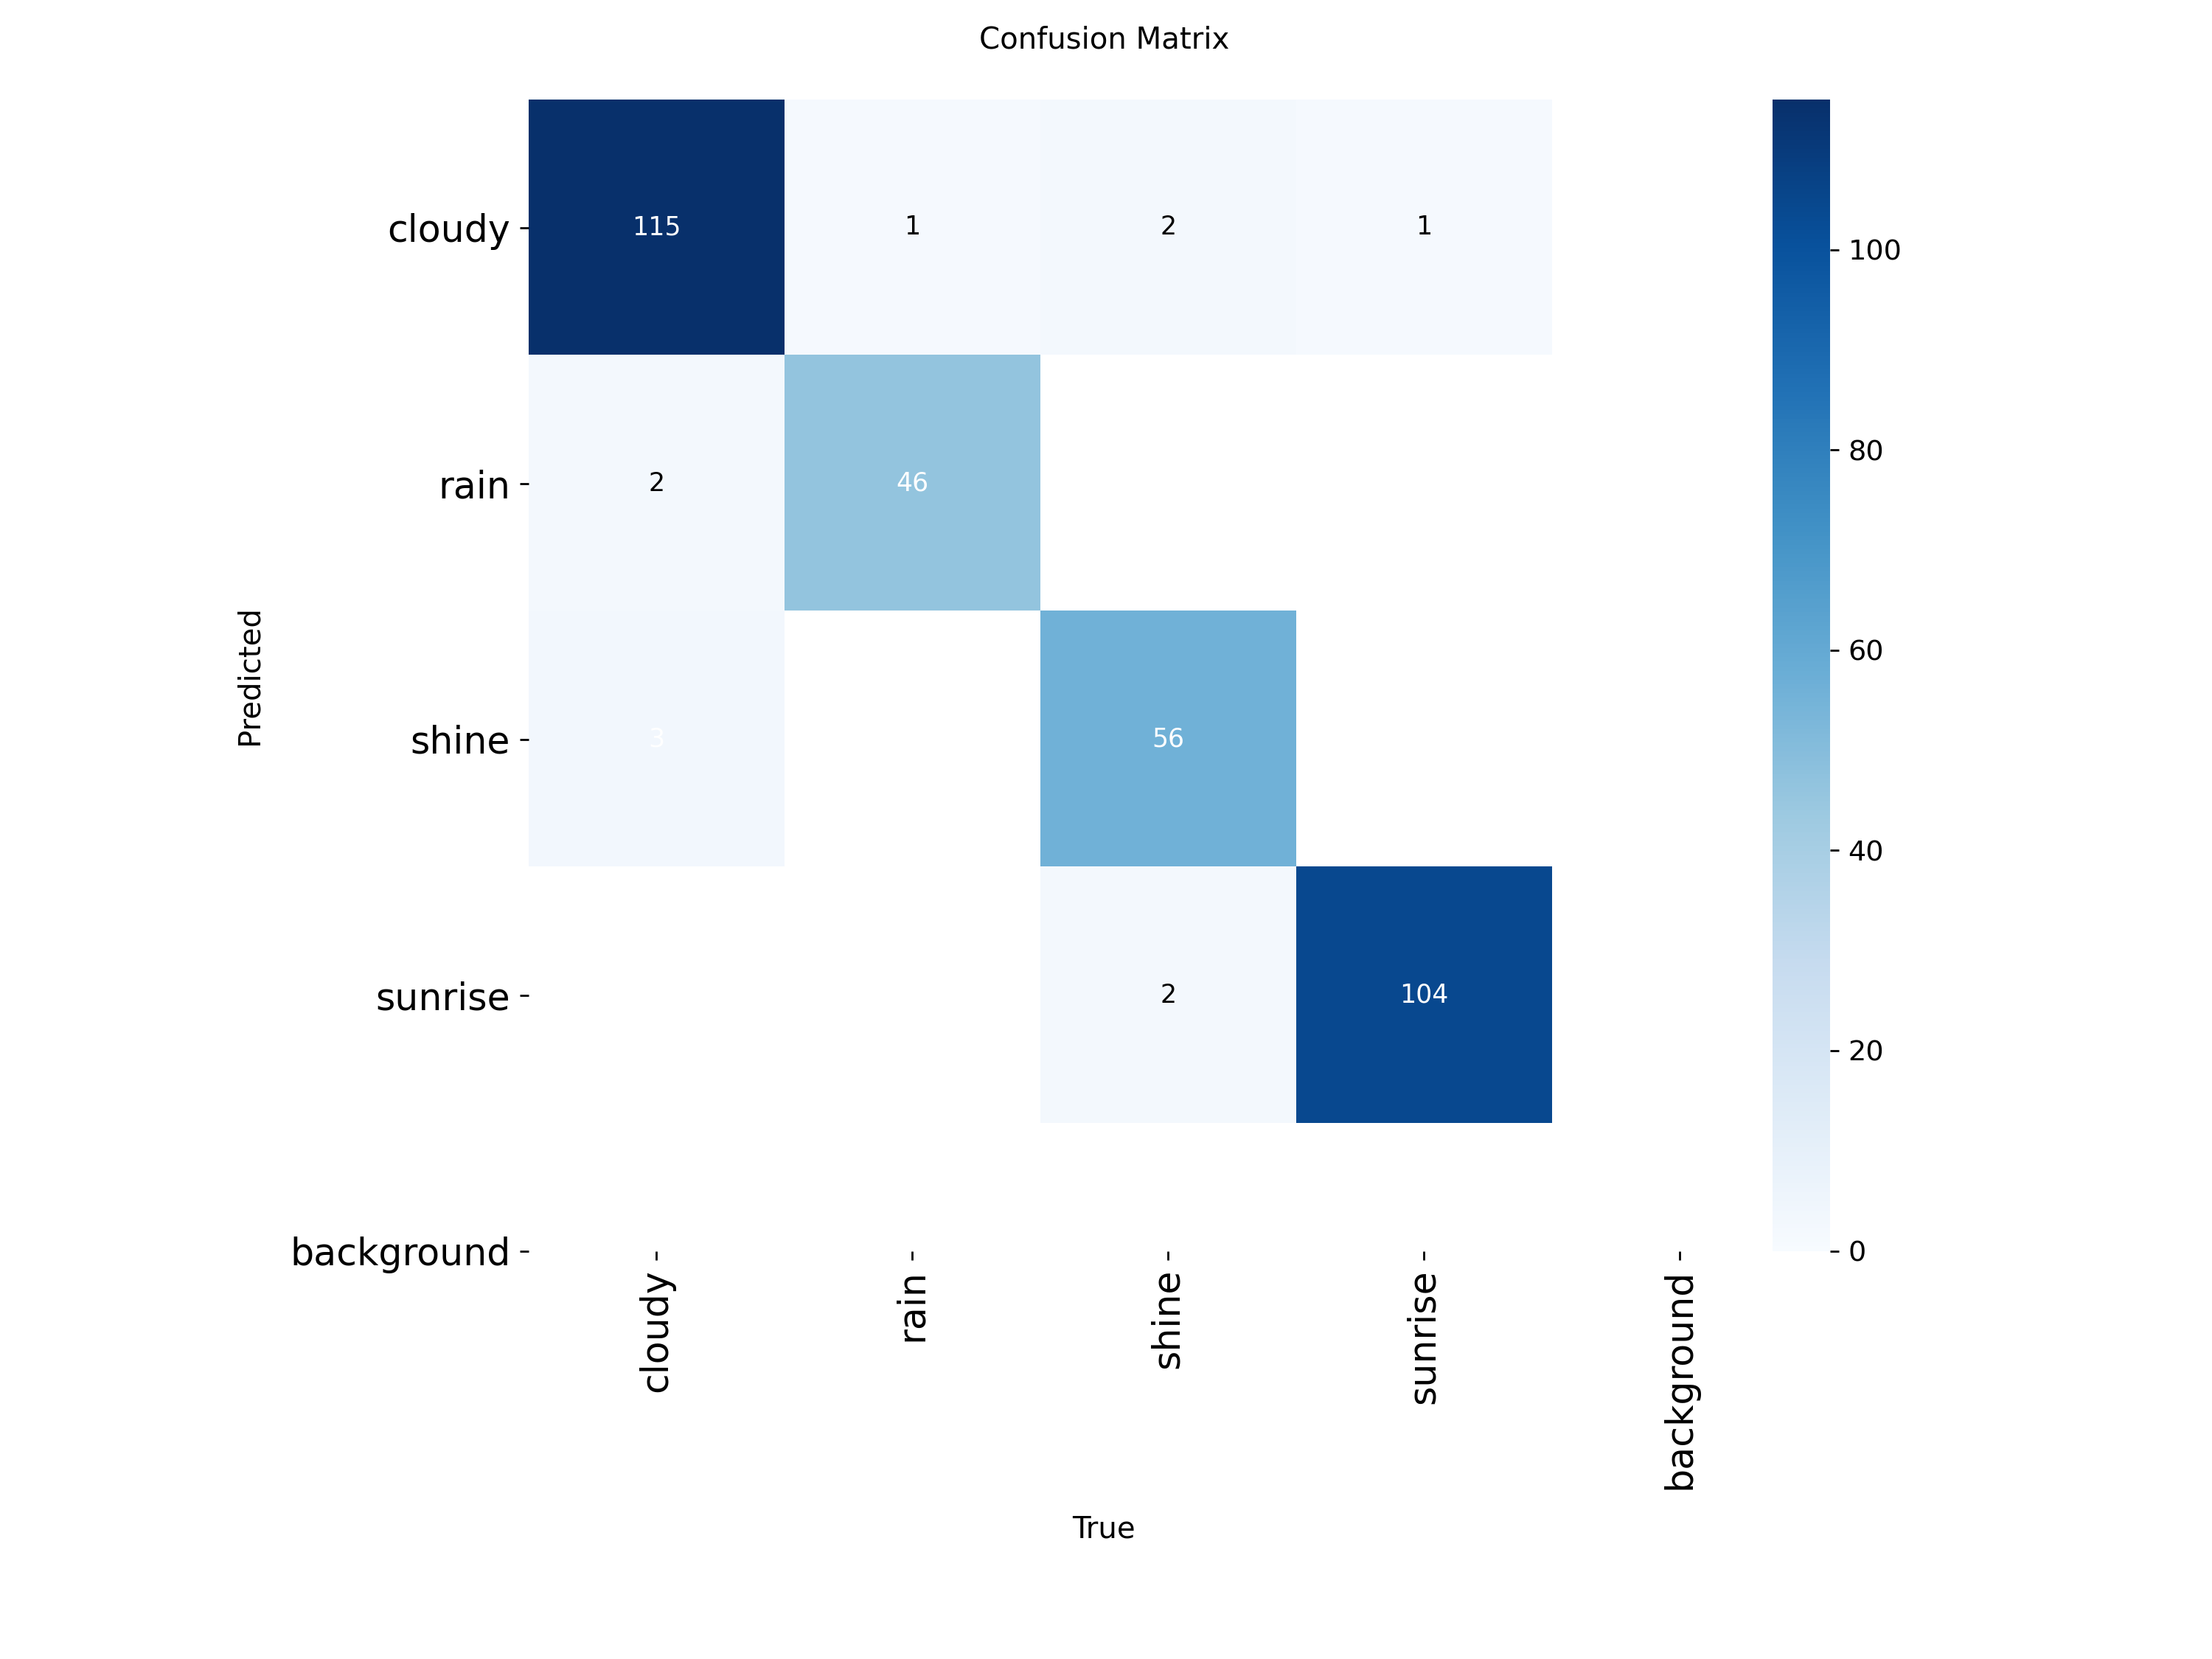 Confusion Matrix
cloudy 115 1 2 1
rain 2 46
shine 3 56
sunrise 2 104
background
cloudy rain shine sunrise background
Predicted
True
100
80
60
40
20
0